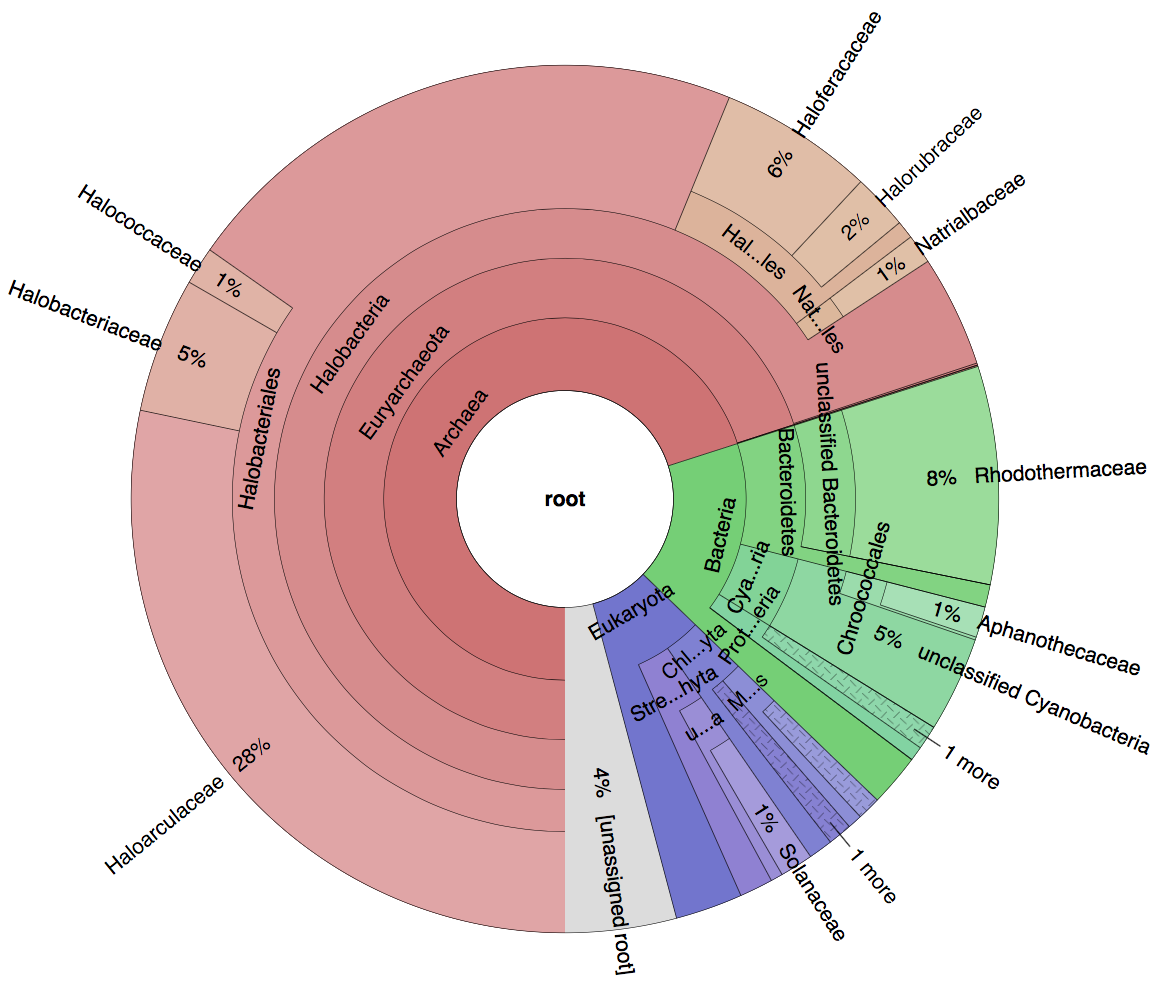 Haloferacaceae
6%
Halorubraceae
2%
Natrialbaceae
1%
Hal...les
Nat...les
Halococcaceae
1%
Halobacteriaceae
5%
Halobacteriales
Halobacteria
Euryarchaeota
Archaea
root
Bacteria
Bacteroidetes
unclassified Bacteroidetes
8% Rhodothermaceae
Cya...ria
Chroococcales
1% Aphanothecaceae
5% unclassified Cyanobacteria
Prot...eria
1 more
Eukaryota
Chl...yta
Stre...hyta
M...s
u...a
1% Solanaceae
1 more
4% [unassigned root]
Haloarculaceae 28%